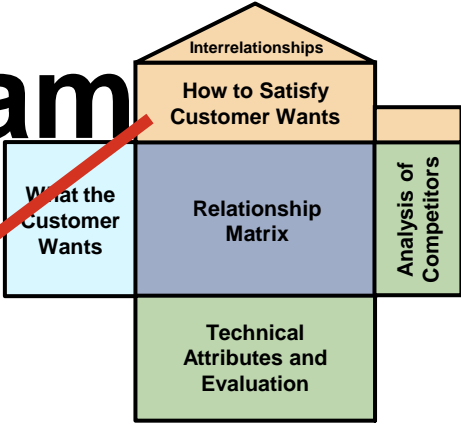 Interrelationships
am
How to Satisfy
Customer Wants
What the
Customer
Wants
Relationship
Matrix
Analysis of
Competitors
Technical
Attributes and
Evaluation